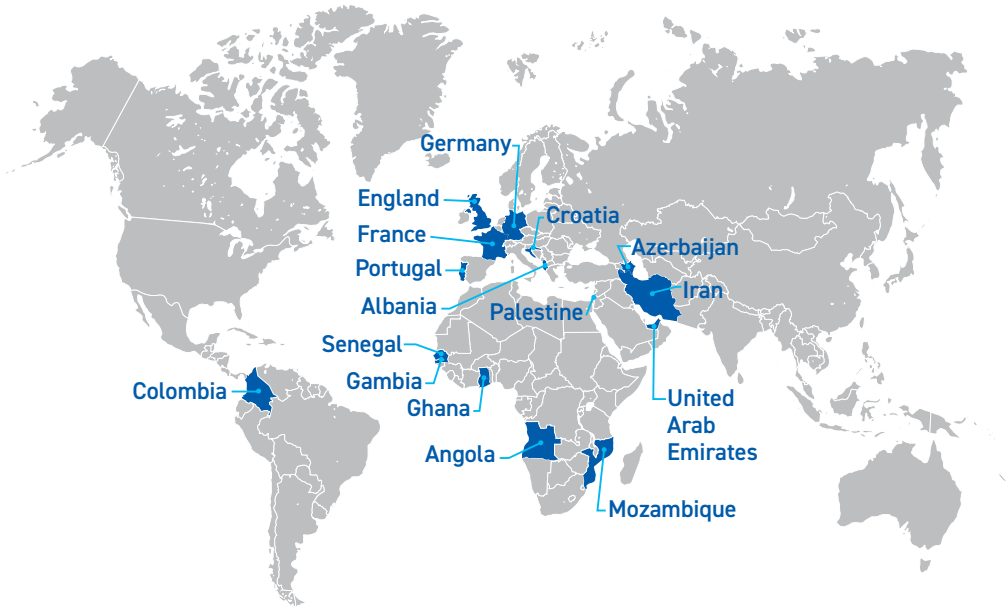 Germany
England
Croatia
France
Azerbaijan
Portugal
Iran
Albania
Palestine
Senegal
Gambia
Colombia
Ghana
United
Arab
Emirates
Angola
Mozambique